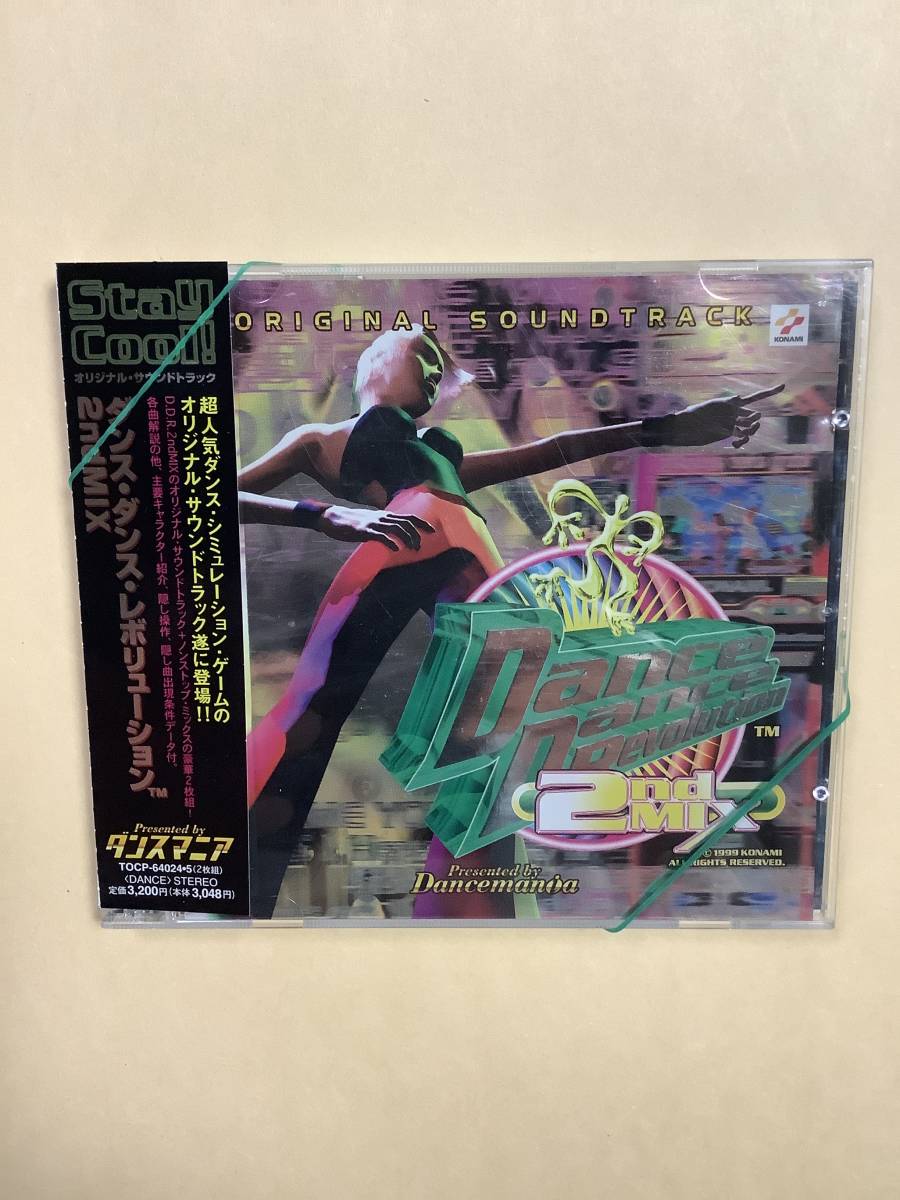 Stay
Cool!
オリジナル・サウンドトラック
ダンス・ダンス・レボリューション™
2ndMIX
超人気ダンス・シミュレーション・ゲームの
オリジナル・サウンドトラック遂に登場!!
D.D.R.2ndMIXのオリジナル・サウンドトラック+ノンストップ・ミックスの豪華2枚組!
各曲解説の他、主要キャラクター紹介、隠し操作、隠し曲出現条件データ付。
Presented by
ダンスマニア
TOCP-64024•5(2枚組)
〈DANCE〉STEREO
定価3,200円(本体3,048円)
ORIGINAL SOUNDTRACK
KONAMI
Dance
Dance
Revolution
TM
2nd
MIX
©1999 KONAMI
ALL RIGHTS RESERVED.
Presented by
Dancemania